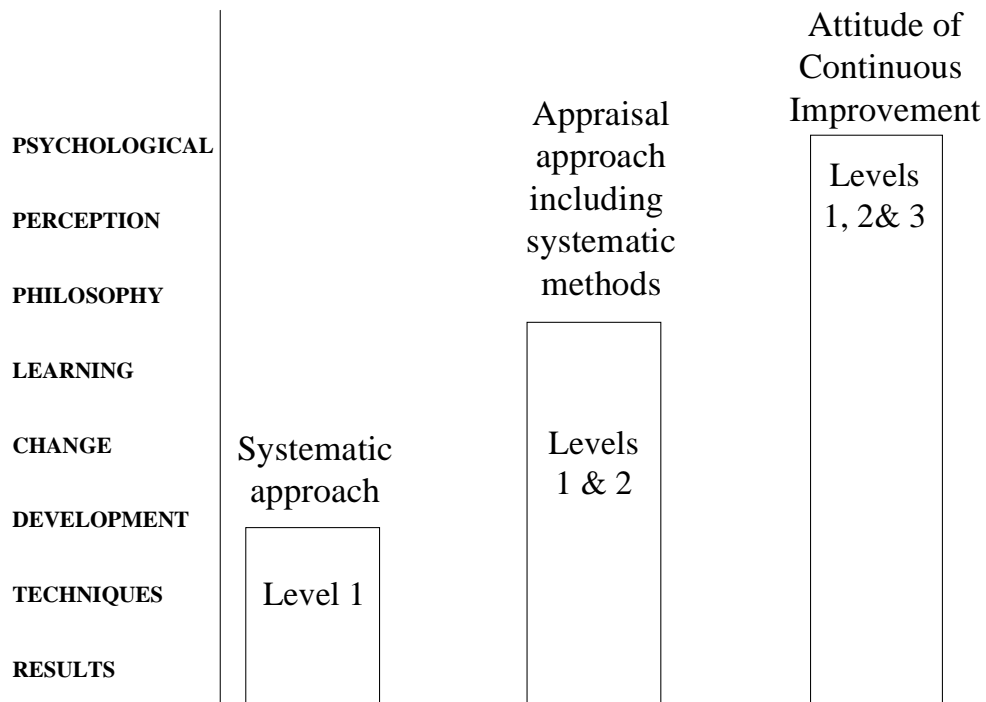 PSYCHOLOGICAL
PERCEPTION
PHILOSOPHY
LEARNING
CHANGE
DEVELOPMENT
TECHNIQUES
RESULTS
Systematic
approach
Level 1
Appraisal
approach
including
systematic
methods
Levels
1 & 2
Attitude of
Continuous
Improvement
Levels
1, 2& 3